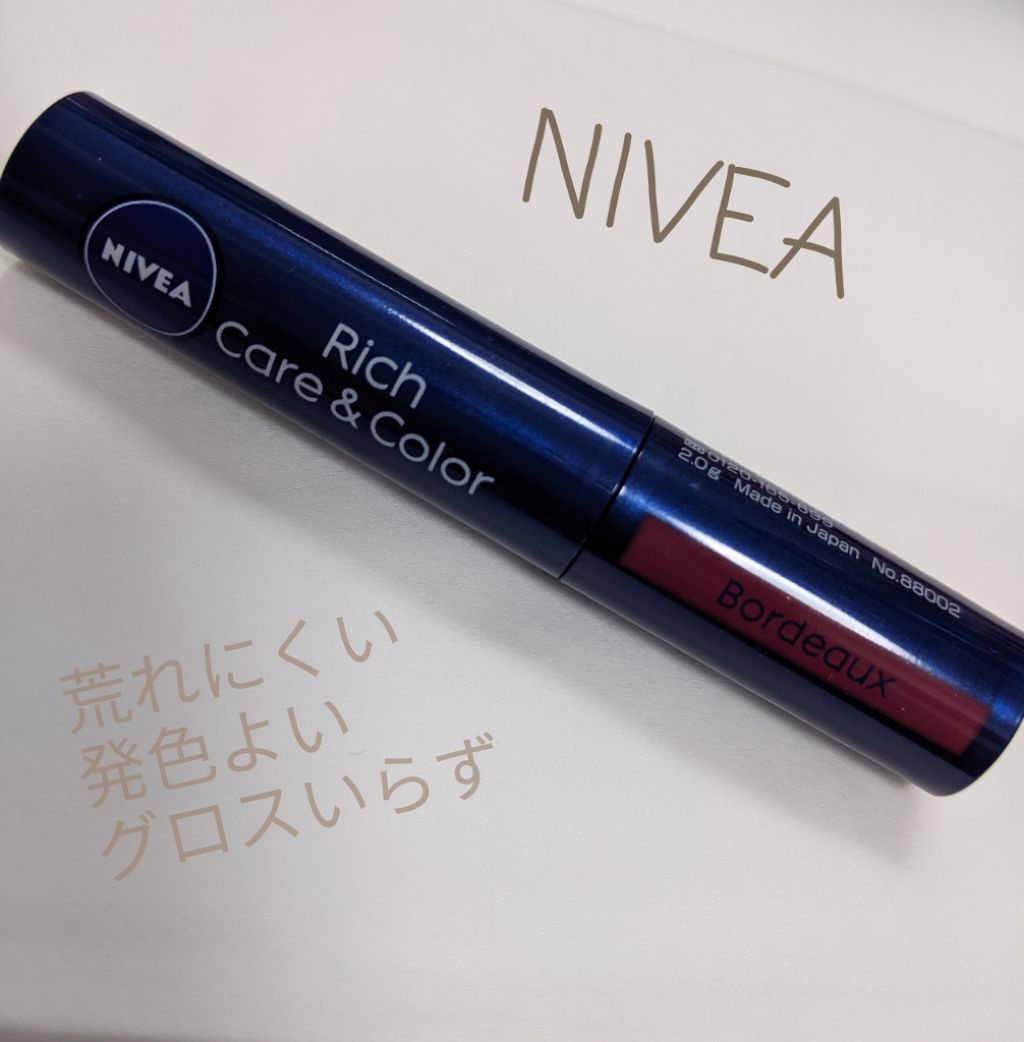 NIVEA
NIVEA
Rich
Care & Color
2.0g Made in Japan No.88002
Bordeaux
荒れにくい
発色よい
グロスいらず